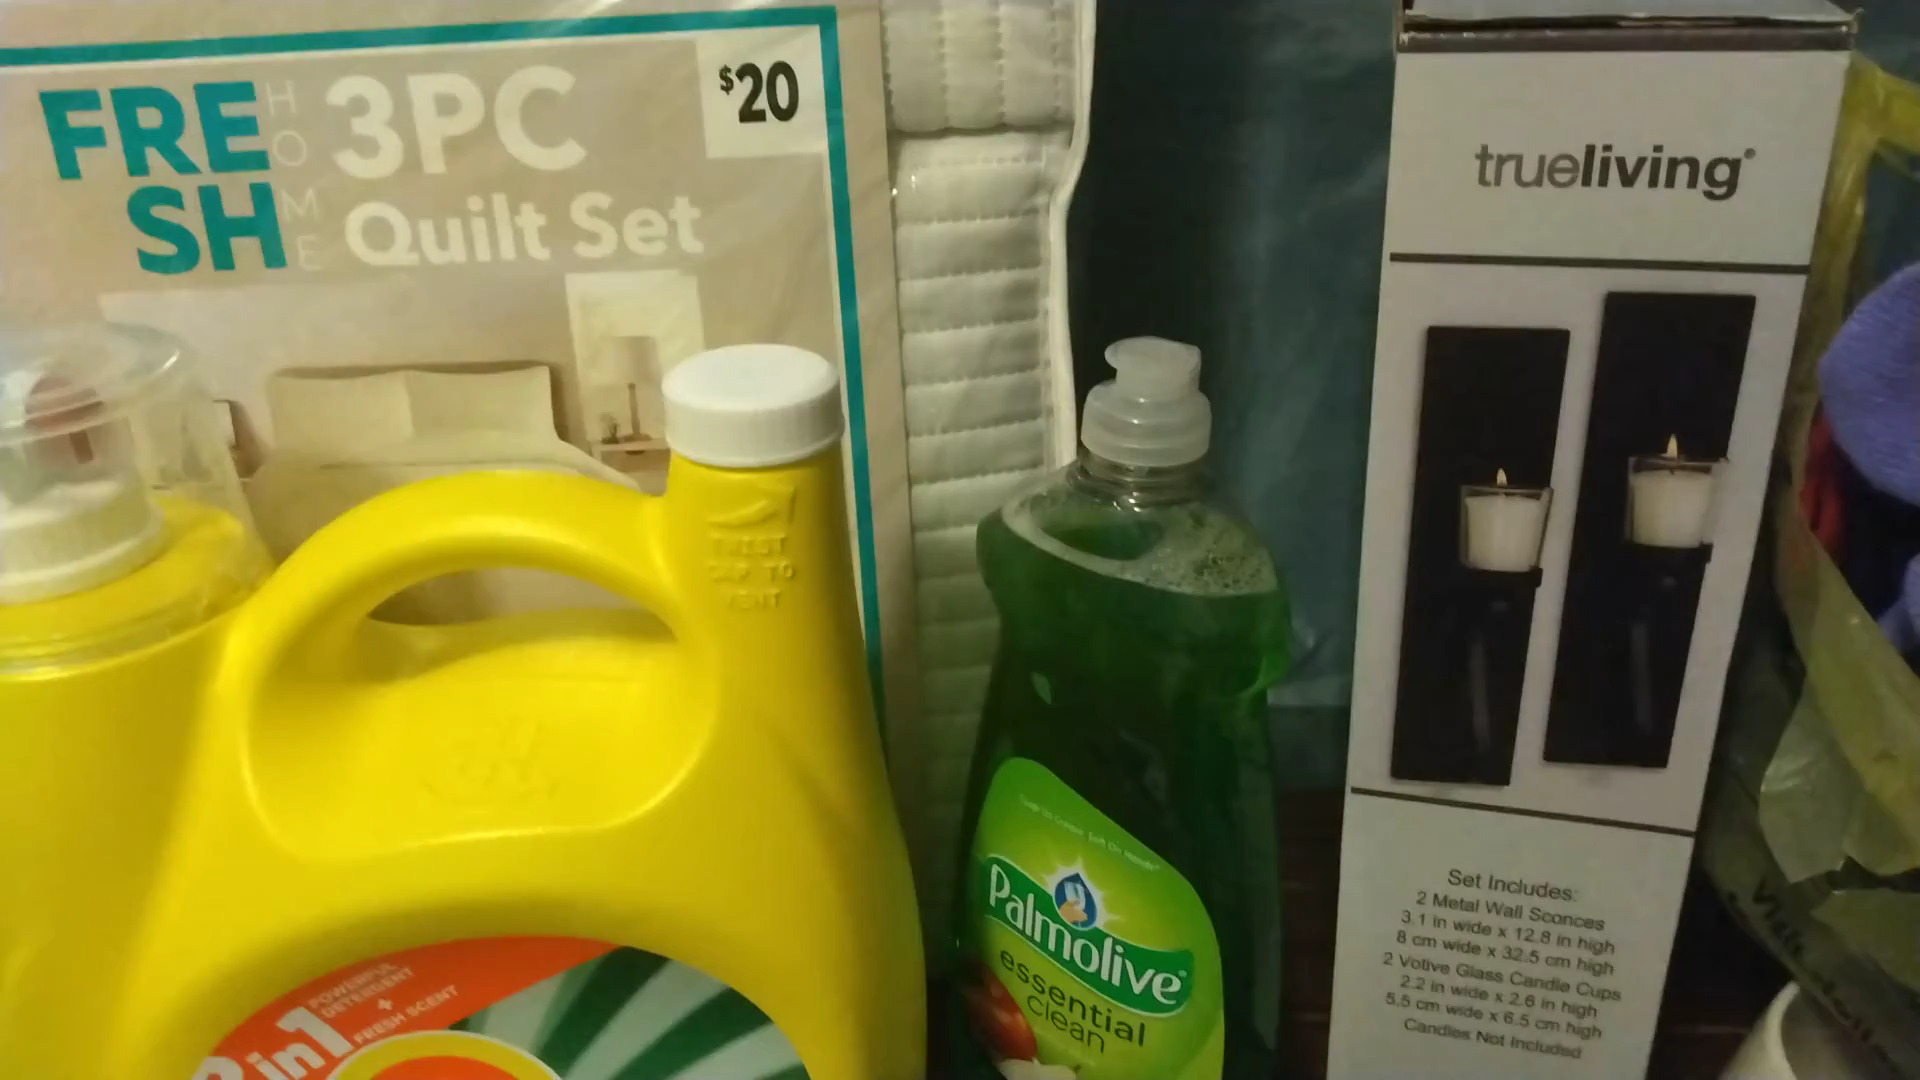 FRE
SH
HOME
3PC
Quilt Set
$20
TWIST
CAP TO
VENT
in1
POWERFUL
DETERGENT
+
FRESH SCENT
Palmolive®
essential
clean
trueliving®
Set Includes:
2 Metal Wall Sconces
3.1 in wide x 12.8 in high
8 cm wide x 32.5 cm high
2 Votive Glass Candle Cups
2.2 in wide x 2.6 in high
5.5 cm wide x 6.5 cm high
Candles Not Included